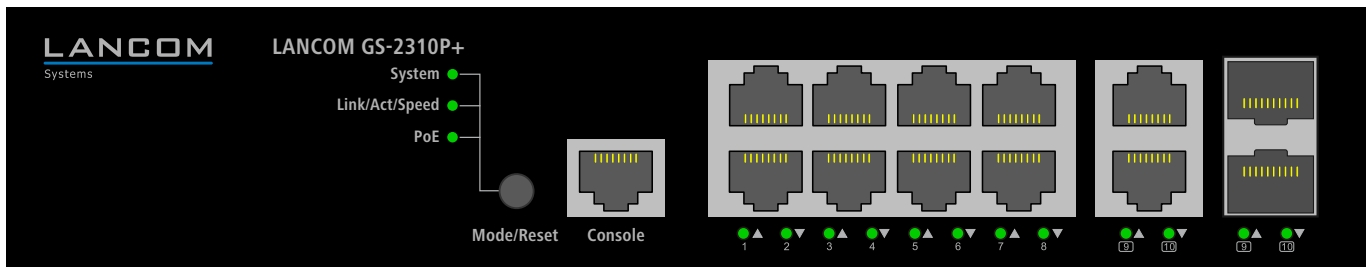 LANCOM
Systems
LANCOM GS-2310P+
System
Link/Act/Speed
PoE
Mode/Reset
Console
1 2 3 4 5 6 7 8
9 10
9 10